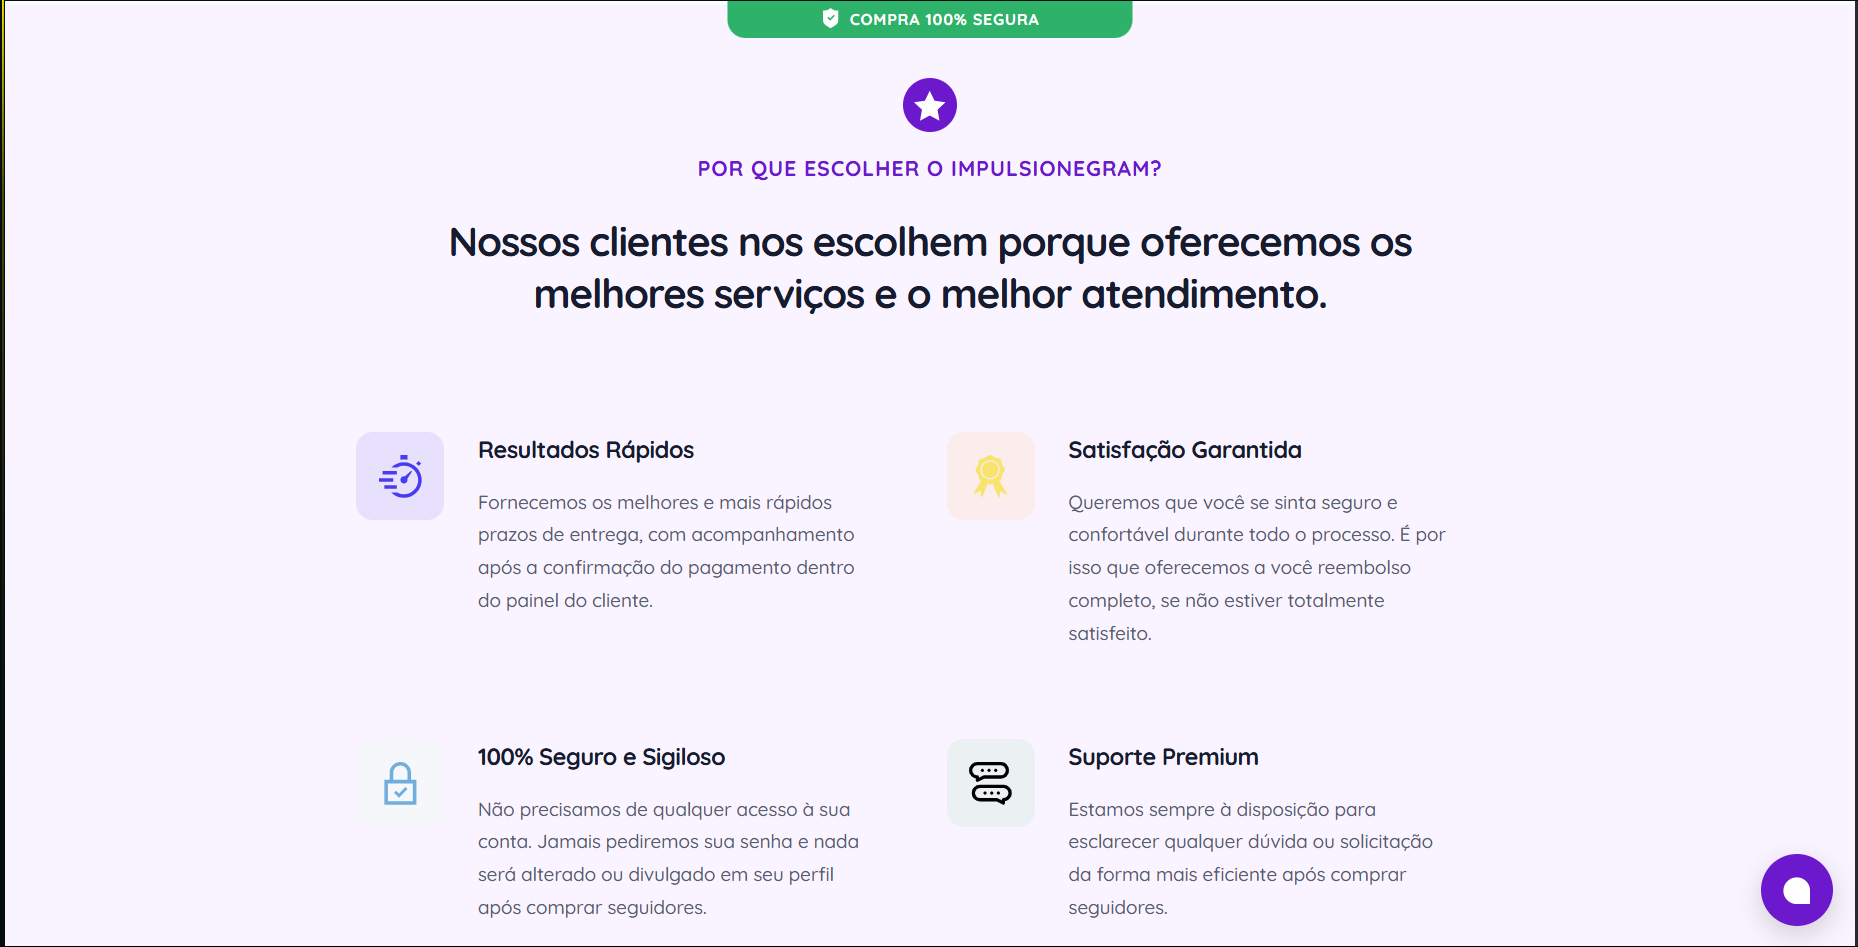 COMPRA 100% SEGURA
POR QUE ESCOLHER O IMPULSIONEGRAM?
Nossos clientes nos escolhem porque oferecemos os
melhores serviços e o melhor atendimento.
Resultados Rápidos
Fornecemos os melhores e mais rápidos
prazos de entrega, com acompanhamento
após a confirmação do pagamento dentro
do painel do cliente.
Satisfação Garantida
Queremos que você se sinta seguro e
confortável durante todo o processo. É por
isso que oferecemos a você reembolso
completo, se não estiver totalmente
satisfeito.
100% Seguro e Sigiloso
Não precisamos de qualquer acesso à sua
conta. Jamais pediremos sua senha e nada
será alterado ou divulgado em seu perfil
após comprar seguidores.
Suporte Premium
Estamos sempre à disposição para
esclarecer qualquer dúvida ou solicitação
da forma mais eficiente após comprar
seguidores.